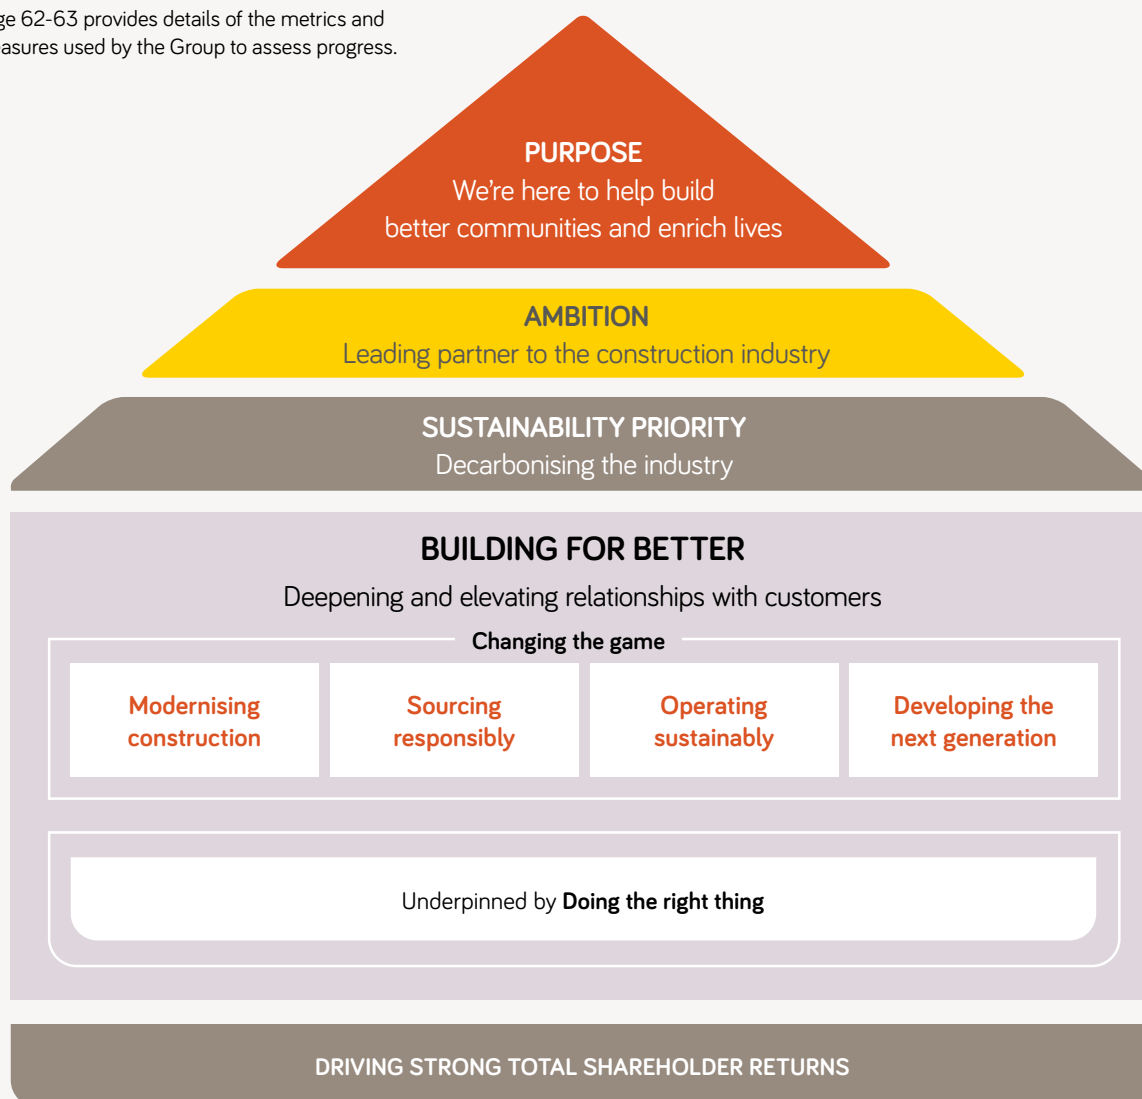 ge 62-63 provides details of the metrics and
easures used by the Group to assess progress.
PURPOSE
We're here to help build
better communities and enrich lives
AMBITION
Leading partner to the construction industry
SUSTAINABILITY PRIORITY
Decarbonising the industry
BUILDING FOR BETTER
Deepening and elevating relationships with customers
Changing the game
Modernising
construction
Sourcing
responsibly
Operating
sustainably
Developing the
next generation
Underpinned by Doing the right thing
DRIVING STRONG TOTAL SHAREHOLDER RETURNS